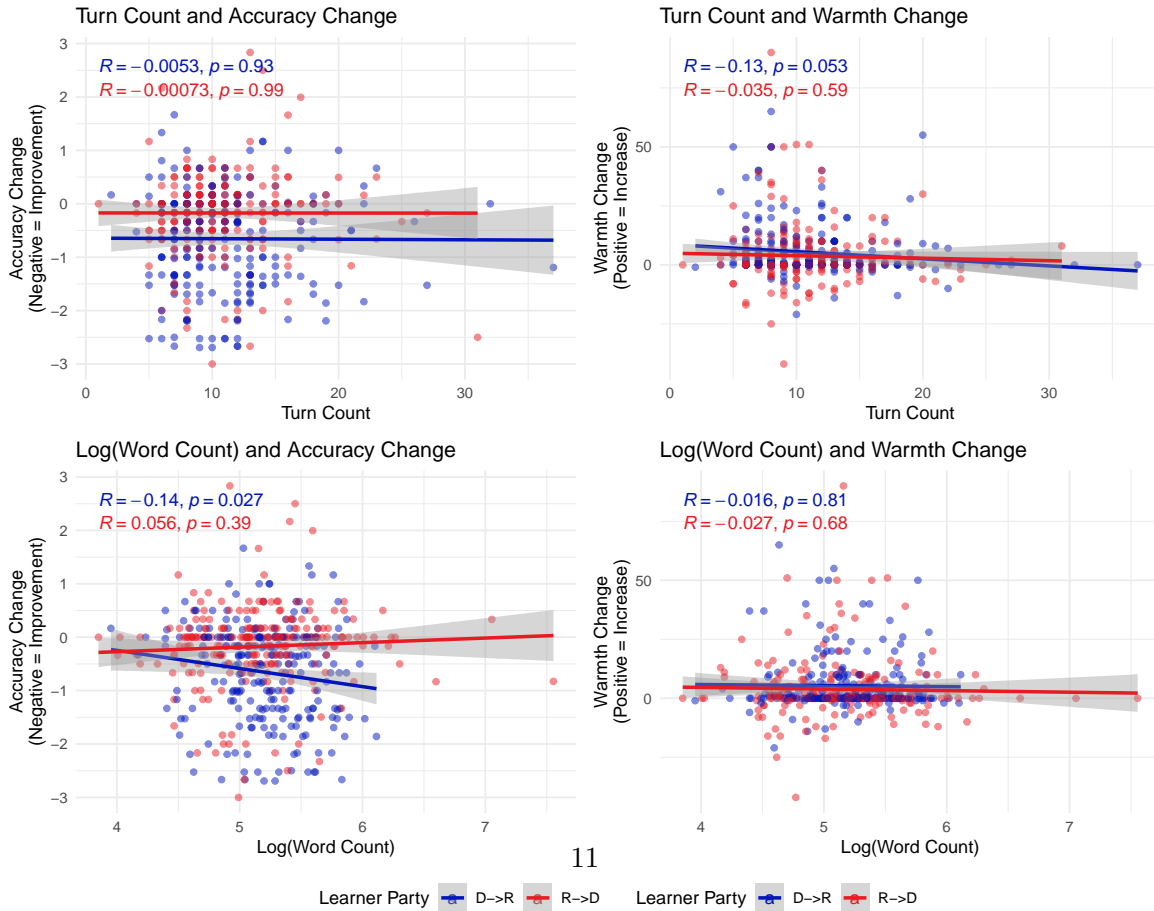 Turn Count and Accuracy Change
R = −0.0053, p = 0.93
R = −0.00073, p = 0.99
Accuracy Change
(Negative = Improvement)
3
2
1
0
−1
−2
−3
0 10 20 30
Turn Count
Turn Count and Warmth Change
R = −0.13, p = 0.053
R = −0.035, p = 0.59
Warmth Change
(Positive = Increase)
50
0
0 10 20 30
Turn Count
Log(Word Count) and Accuracy Change
R = −0.14, p = 0.027
R = 0.056, p = 0.39
Accuracy Change
(Negative = Improvement)
3
2
1
0
−1
−2
−3
4 5 6 7
Log(Word Count)
Log(Word Count) and Warmth Change
R = −0.016, p = 0.81
R = −0.027, p = 0.68
Warmth Change
(Positive = Increase)
50
0
4 5 6 7
Log(Word Count)
11
Learner Party a D−>R a R−>D Learner Party a D−>R a R−>D